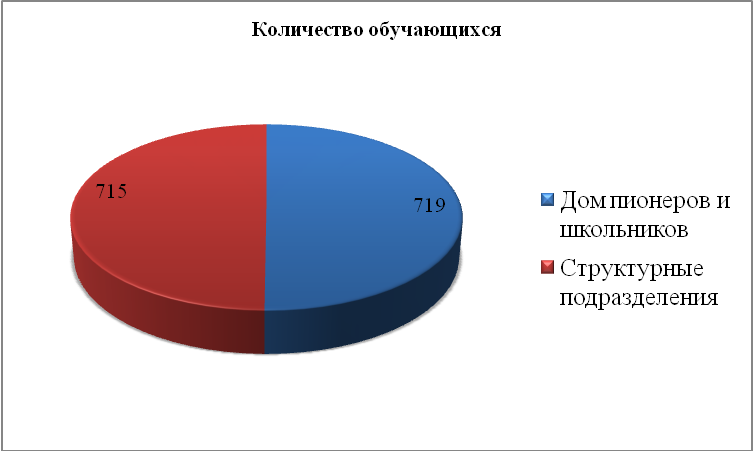 Количество обучающихся
715
719
Дом пионеров и
школьников
Структурные
подразделения